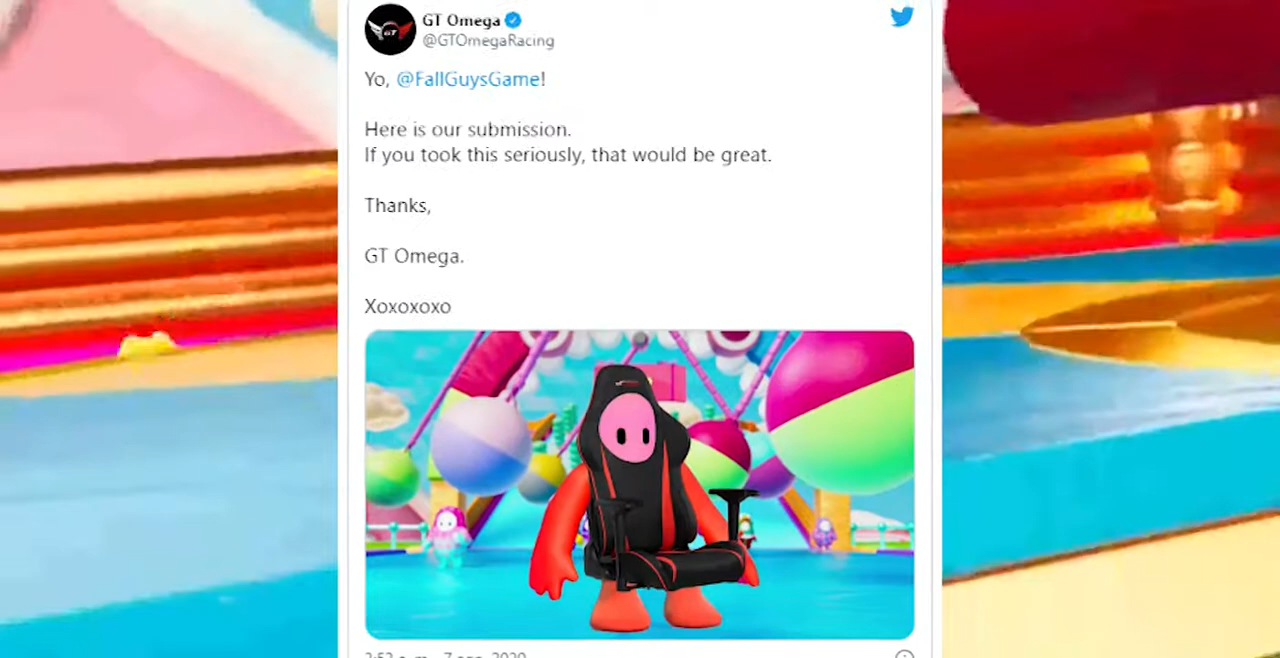 GT Omega
@GTOmegaRacing
Yo, @FallGuysGame!
Here is our submission.
If you took this seriously, that would be great.
Thanks,
GT Omega.
Xoxoxoxo